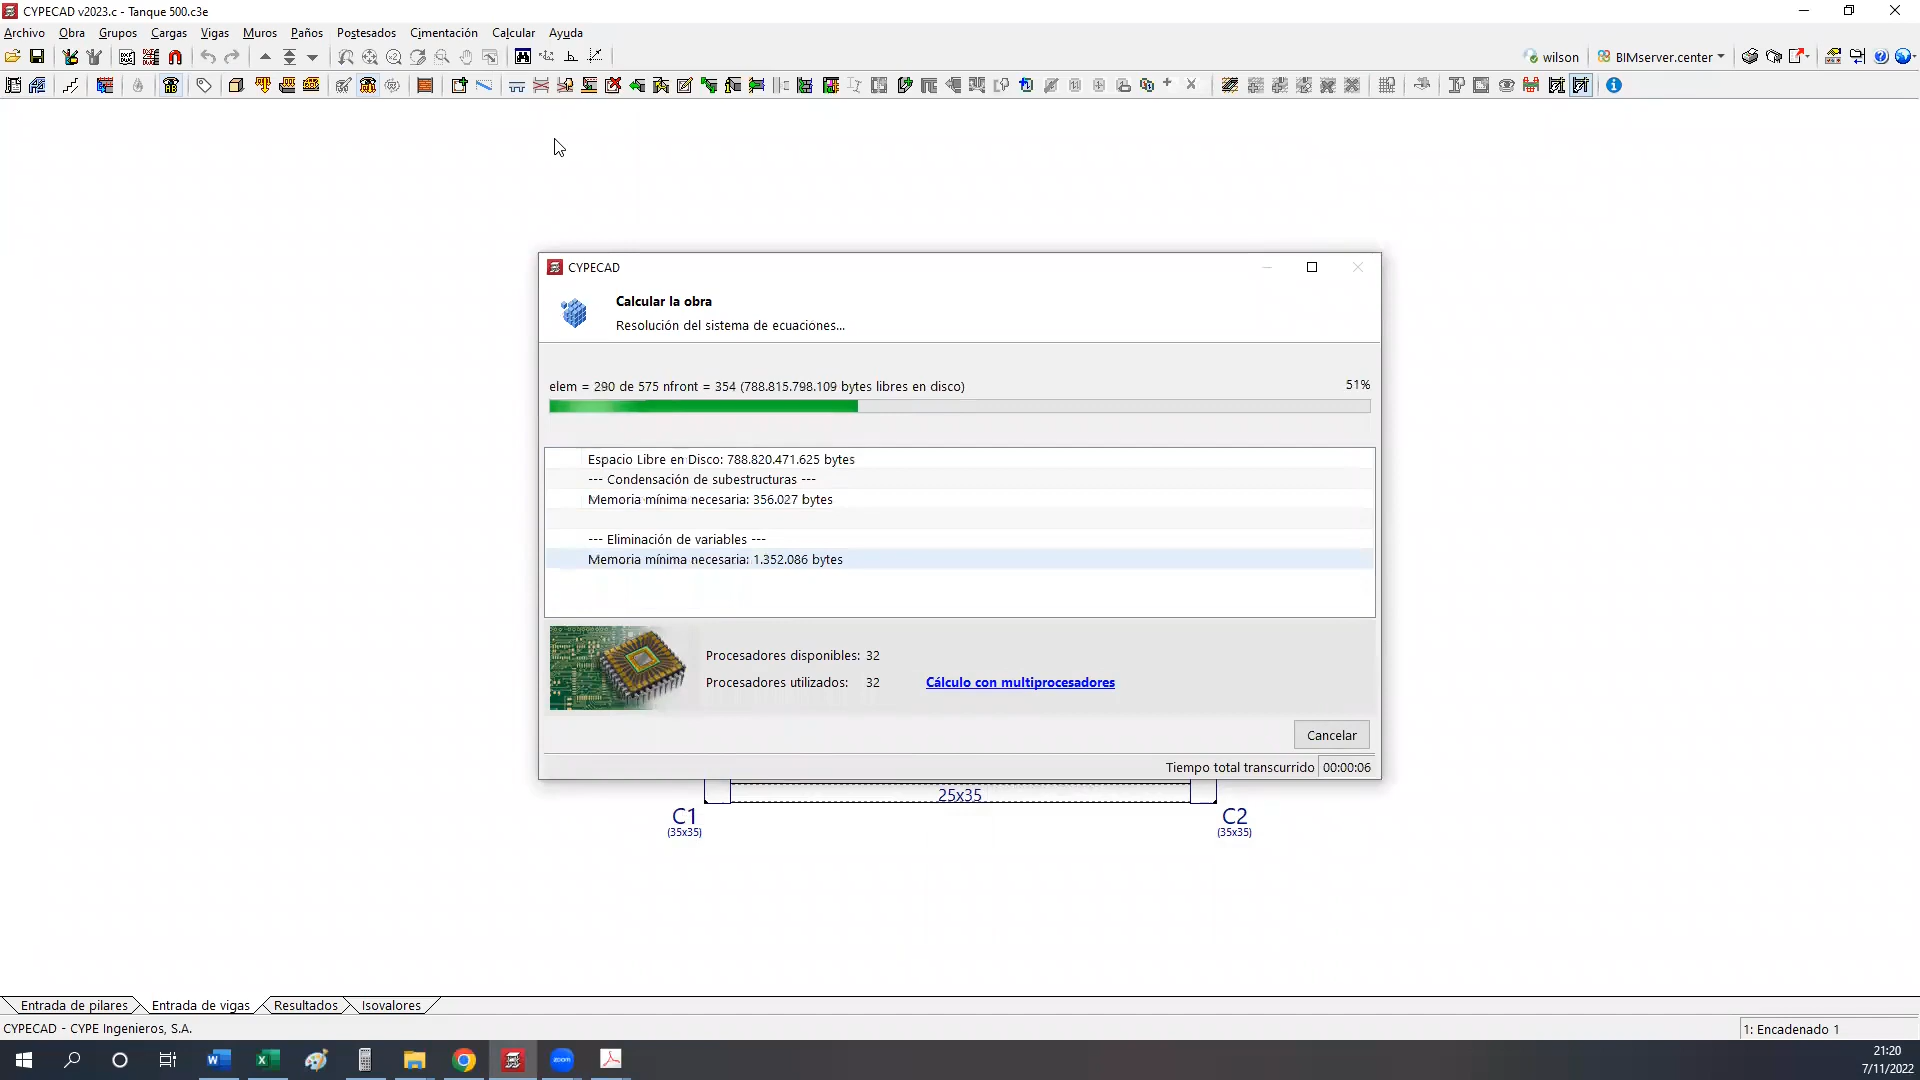 CYPECAD v2023.c - Tanque 500.c3e
Archivo Obra Grupos Cargas Vigas Muros Paños Postesados Cimentación Calcular Ayuda
wilson BIMserver.center
CYPECAD
Calcular la obra
Resolución del sistema de ecuaciones...
elem = 290 de 575 nfront = 354 (788.815.798.109 bytes libres en disco) 51%
Espacio Libre en Disco: 788.820.471.625 bytes
--- Condensación de subestructuras ---
Memoria mínima necesaria: 356.027 bytes
--- Eliminación de variables ---
Memoria mínima necesaria: 1.352.086 bytes
Procesadores disponibles: 32
Procesadores utilizados: 32 Cálculo con multiprocesadores
Cancelar
Tiempo total transcurrido 00:00:06
25x35
C1 C2
(35x35) (35x35)
Entrada de pilares Entrada de vigas Resultados Isovalores
CYPECAD - CYPE Ingenieros, S.A. 1: Encadenado 1
zoom
21:20
7/11/2022